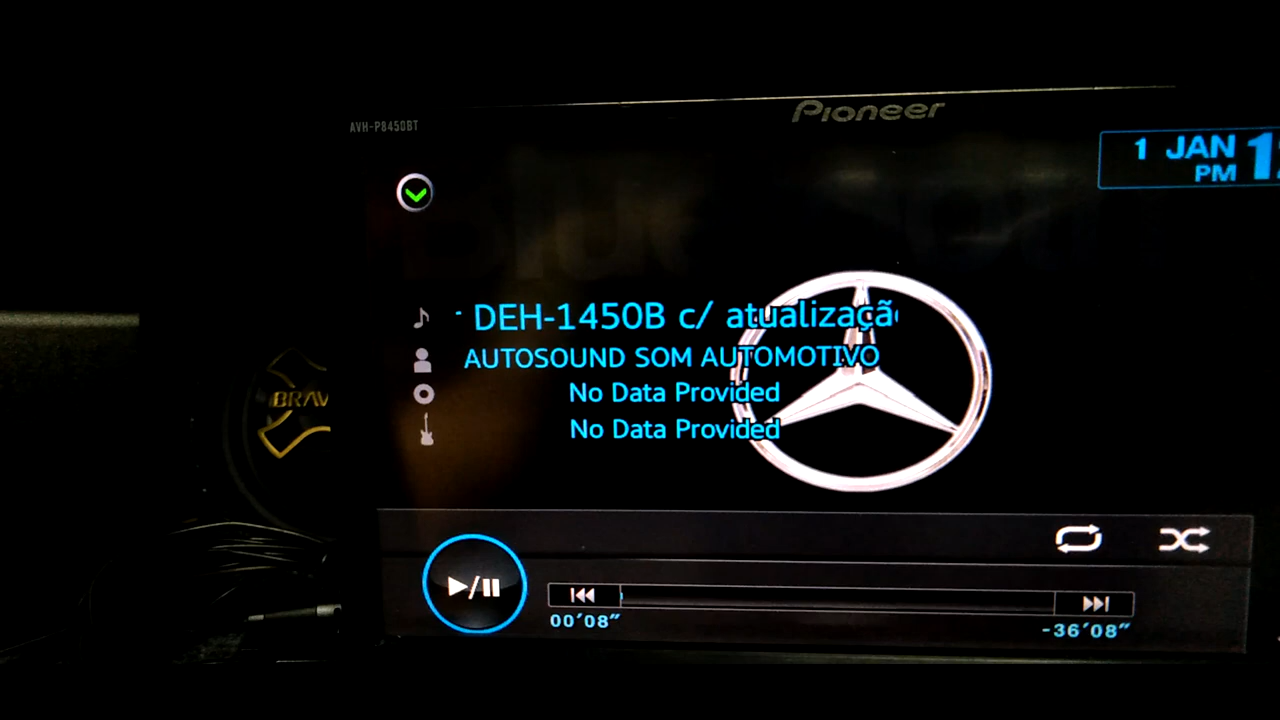 Pioneer
AVH-P8450BT
1 JAN
PM
DEH-1450B c/ atualizaçã
AUTOSOUND SOM AUTOMOTIVO
No Data Provided
No Data Provided
BRAV
00'08"
-36'08"